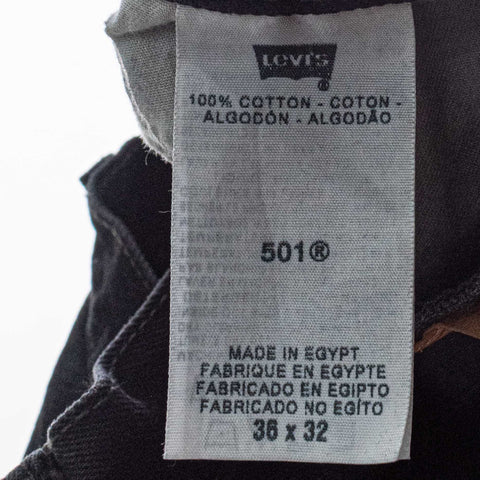 Levi's
®
100% COTTON - COTON -
ALGODÓN - ALGODÃO
501®
MADE IN EGYPT
FABRIQUE EN EGYPTE
FABRICADO EN EGIPTO
FABRICADO NO EGÍTO
36 x 32